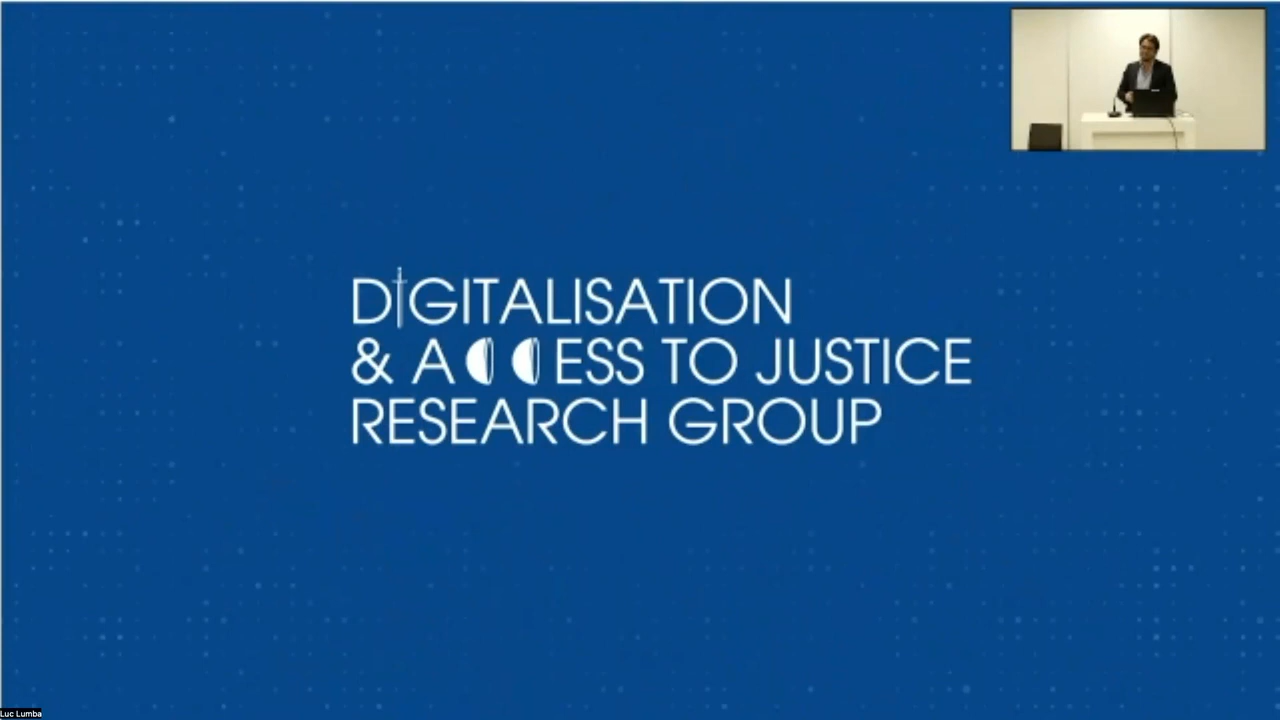 DIGITALISATION
& ACCESS TO JUSTICE
RESEARCH GROUP
Luc Lumba